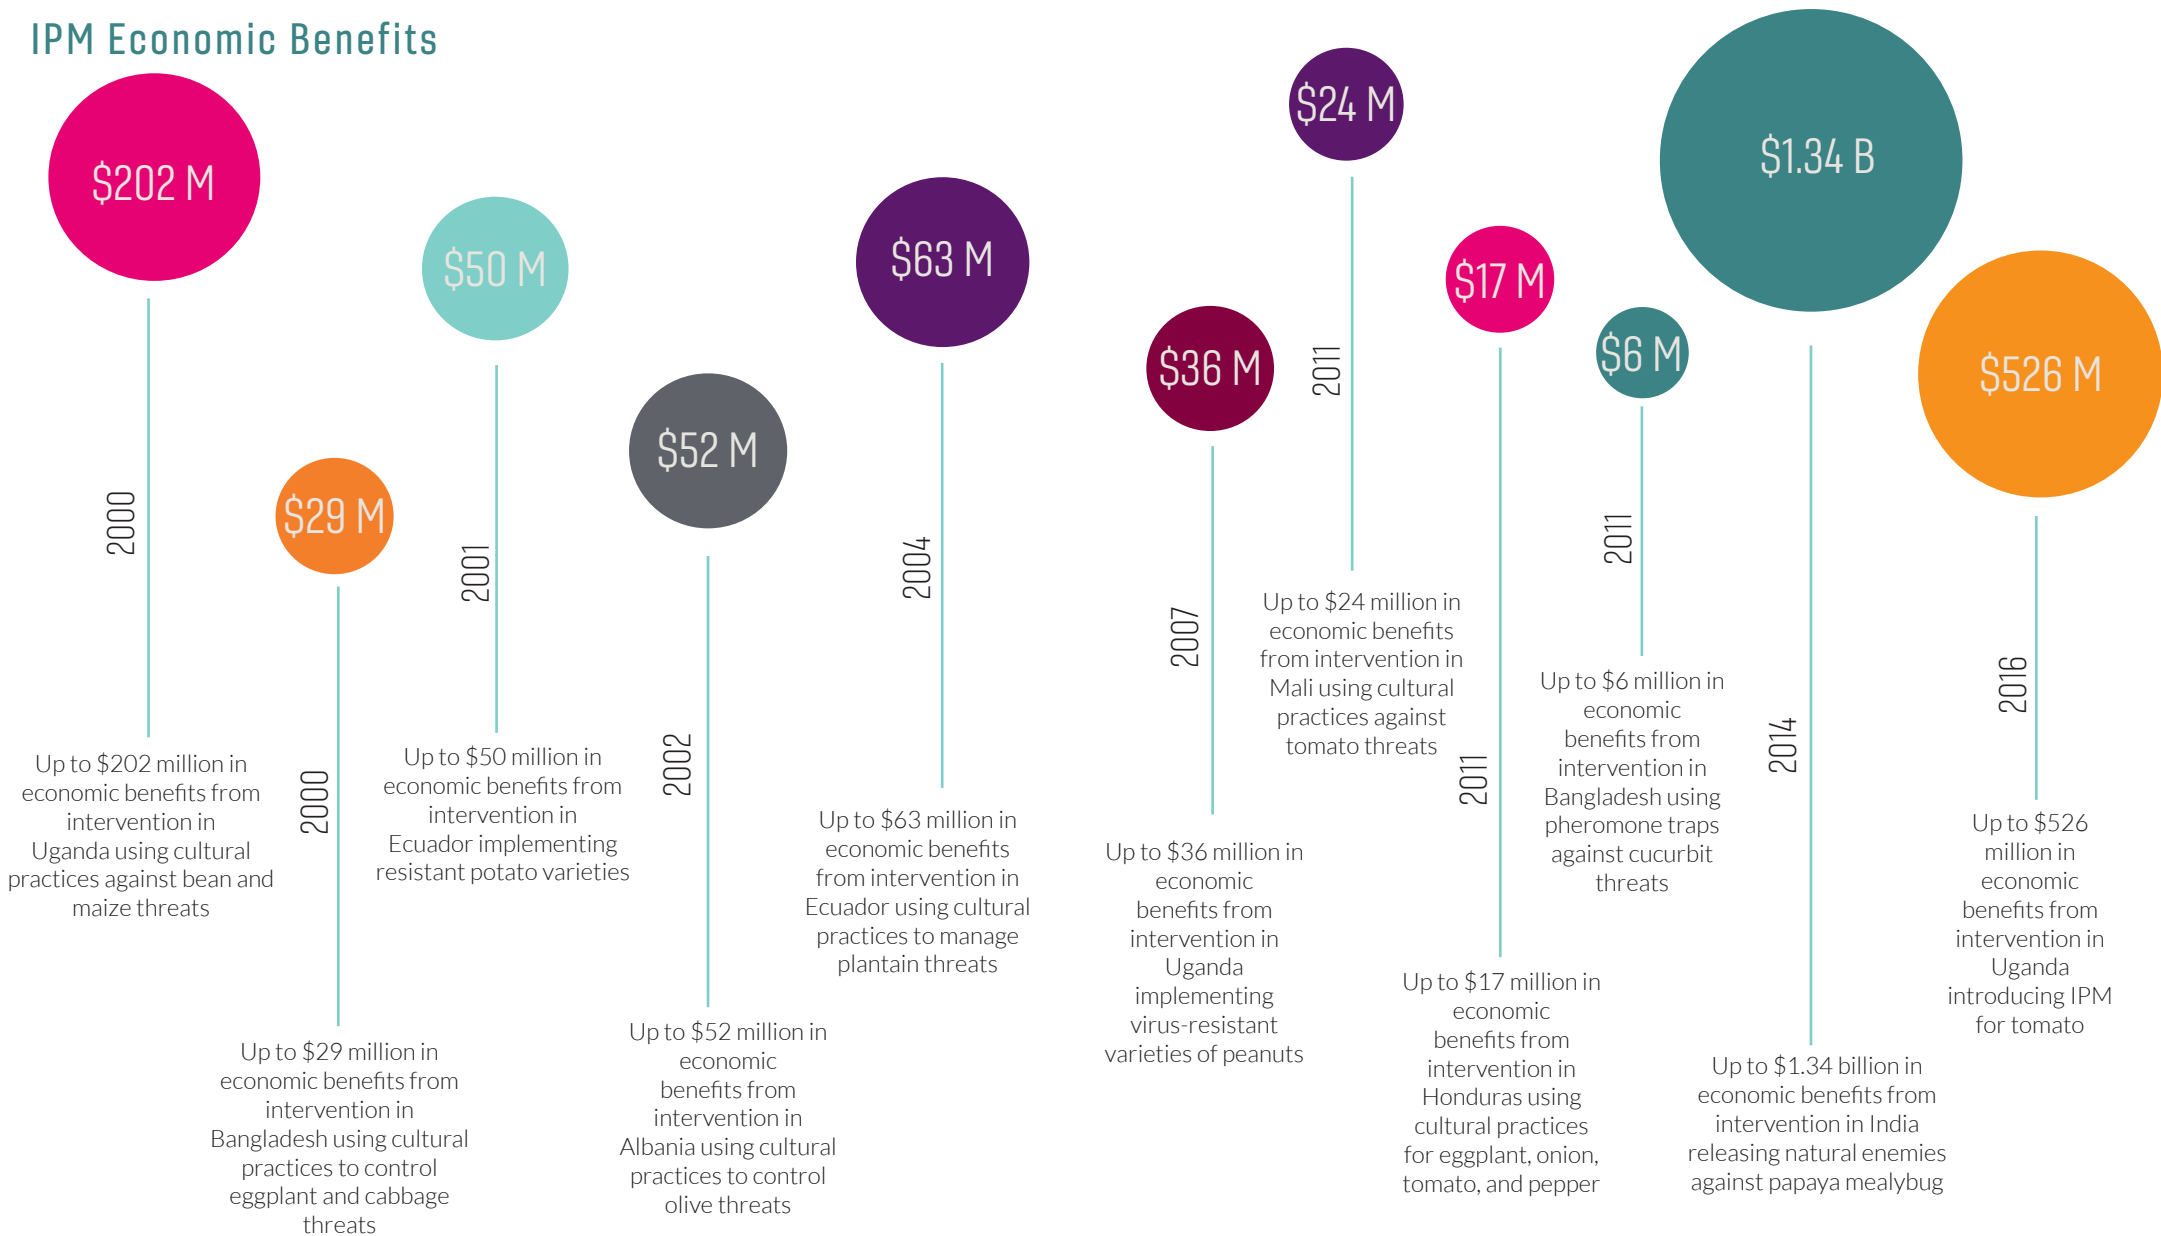 IPM Economic Benefits
$202 M
2000
Up to $202 million in
economic benefits from
intervention in
Uganda using cultural
practices against bean and
maize threats
$29 M
2000
Up to $29 million in
economic benefits from
intervention in
Bangladesh using cultural
practices to control
eggplant and cabbage
threats
$50 M
2001
Up to $50 million in
economic benefits from
intervention in
Ecuador implementing
resistant potato varieties
$52 M
2002
Up to $52 million in
economic
benefits from
intervention in
Albania using cultural
practices to control
olive threats
$63 M
2004
Up to $63 million in
economic benefits
from intervention in
Ecuador using cultural
practices to manage
plantain threats
$36 M
2007
Up to $36 million in
economic
benefits from
intervention in
Uganda
implementing
virus-resistant
varieties of peanuts
$24 M
2011
Up to $24 million in
economic benefits
from intervention in
Mali using cultural
practices against
tomato threats
$17 M
2011
Up to $17 million in
economic
benefits from
intervention in
Honduras using
cultural practices
for eggplant, onion,
tomato, and pepper
$6 M
2011
Up to $6 million in
economic
benefits from
intervention in
Bangladesh using
pheromone traps
against cucurbit
threats
$1.34 B
2014
Up to $1.34 billion in
economic benefits from
intervention in India
releasing natural enemies
against papaya mealybug
$526 M
2016
Up to $526
million in
economic
benefits from
intervention in
Uganda
introducing IPM
for tomato